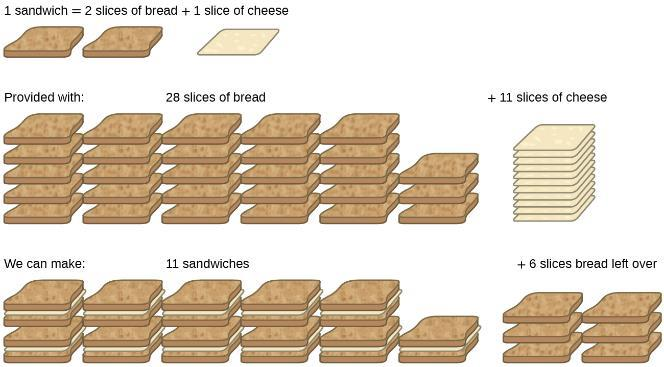 1 sandwich = 2 slices of bread + 1 slice of cheese
Provided with: 28 slices of bread + 11 slices of cheese
We can make: 11 sandwiches + 6 slices bread left over